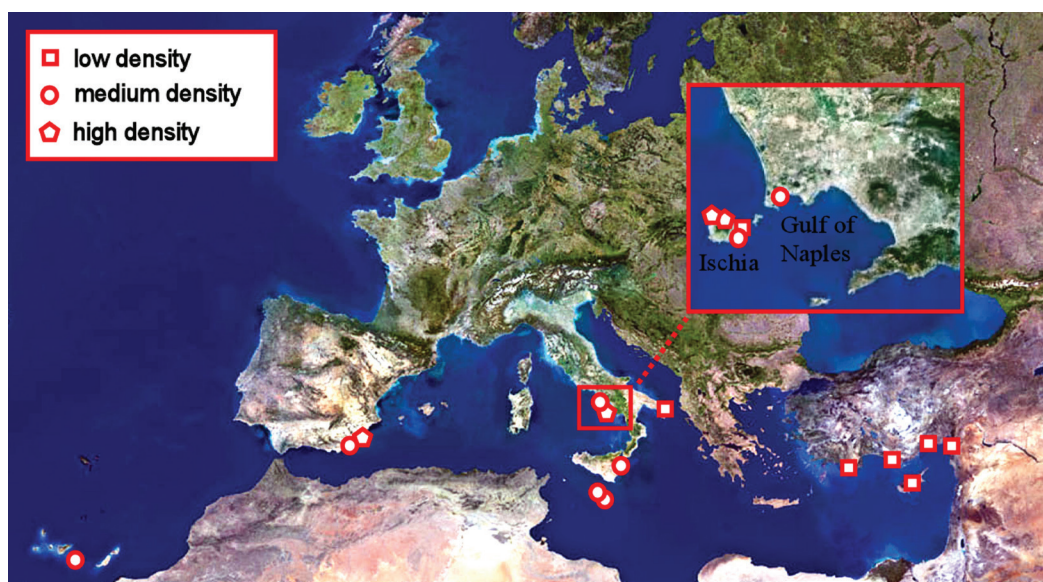 low density
medium density
high density
Gulf of
Naples
Ischia